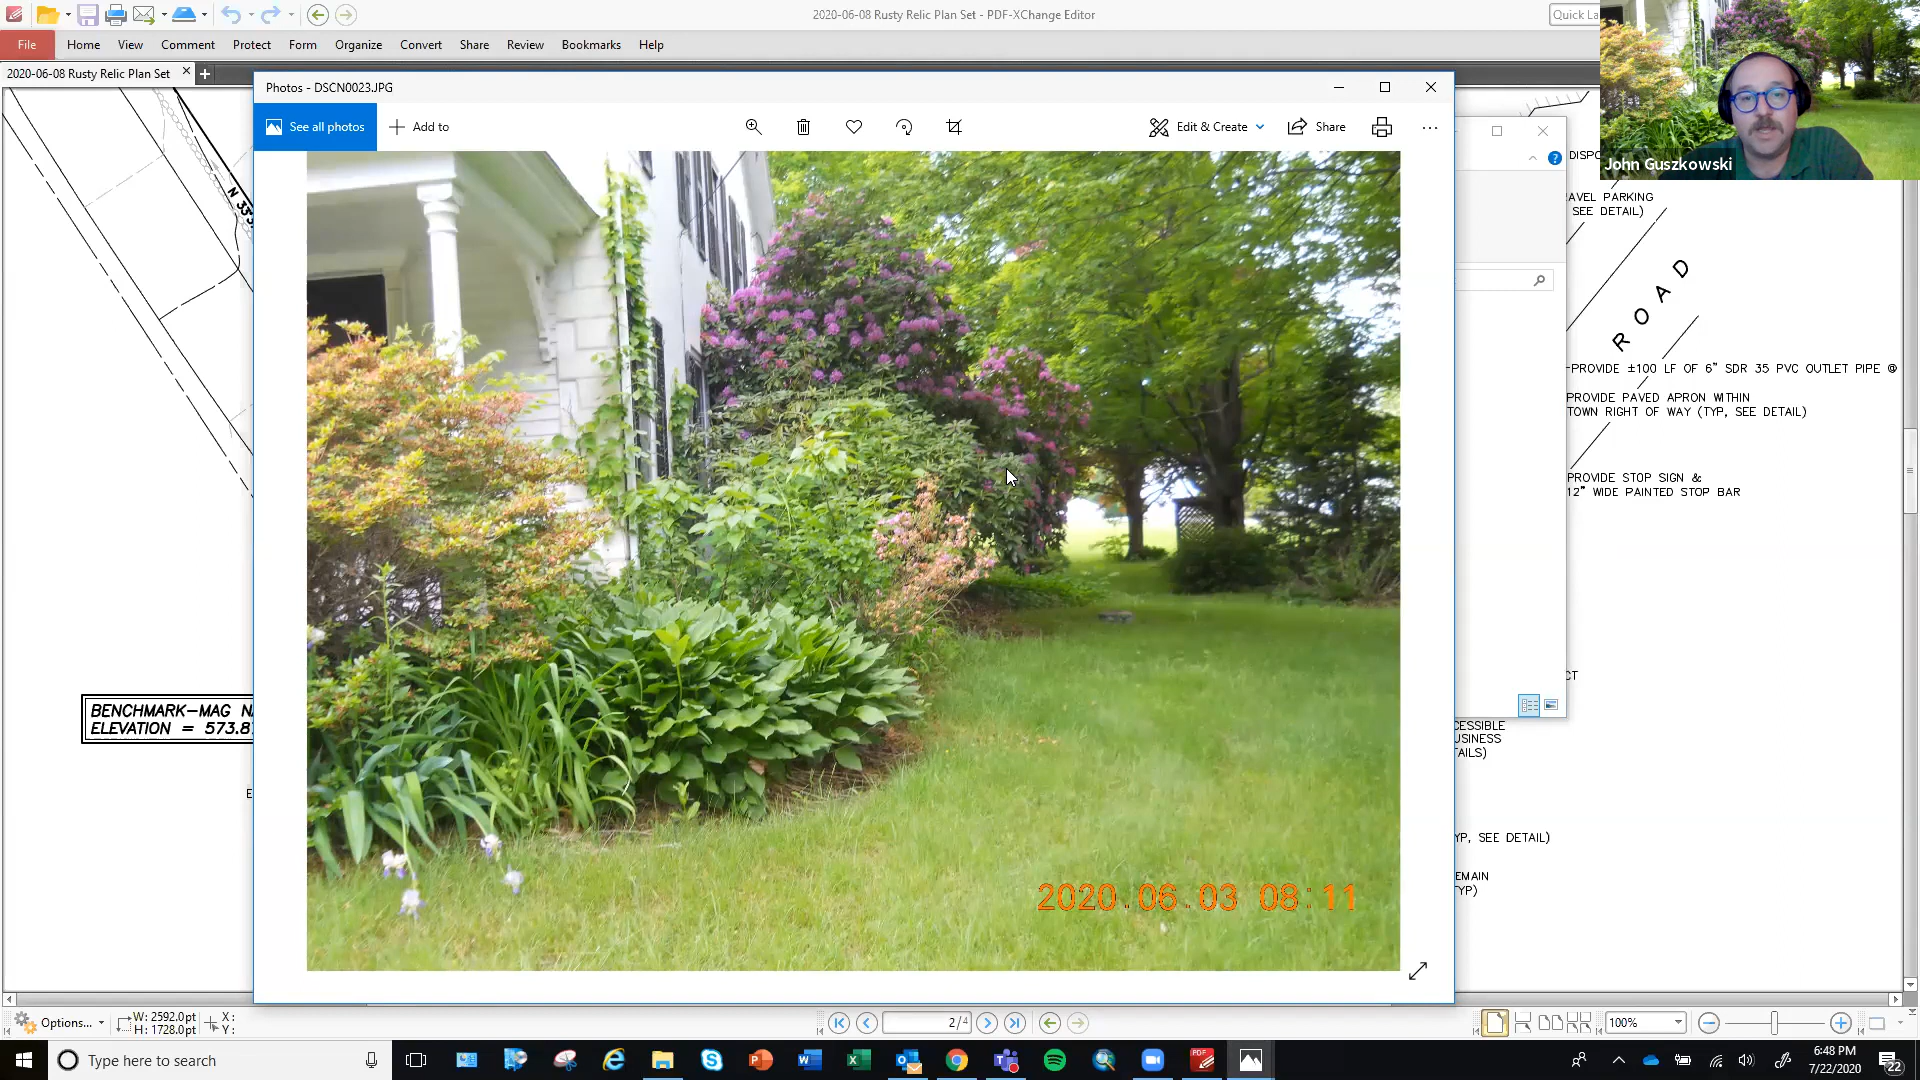 2020-06-08 Rusty Relic Plan Set - PDF-XChange Editor
Quick La
File Home View Comment Protect Form Organize Convert Share Review Bookmarks Help
2020-06-08 Rusty Relic Plan Set
Photos - DSCN0023.JPG
See all photos
Add to
Edit & Create
Share
John Guszkowski
DISPO
AVEL PARKING
SEE DETAIL)
ROAD
PROVIDE ±100 LF OF 6" SDR 35 PVC OUTLET PIPE @
PROVIDE PAVED APRON WITHIN
TOWN RIGHT OF WAY (TYP, SEE DETAIL)
PROVIDE STOP SIGN &
12" WIDE PAINTED STOP BAR
CT
CESSIBLE
USINESS
AILS)
YP, SEE DETAIL)
EMAIN
YP)
BENCHMARK-MAG N
ELEVATION = 573.8
E
2020.06.03 08:11
Options...
W: 2592.0pt
H: 1728.0pt
X:
Y:
2/4
100%
Type here to search
6:48 PM
7/22/2020
22